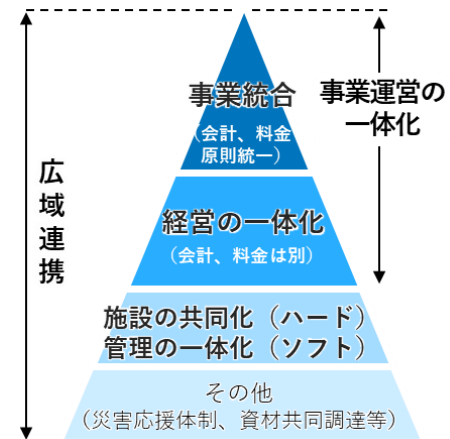 事業統合
（会計、料金
原則統一）
事業運営の
一体化
広域連携
経営の一体化
（会計、料金は別）
施設の共同化（ハード）
管理の一体化（ソフト）
その他
（災害応援体制、資材共同調達等）